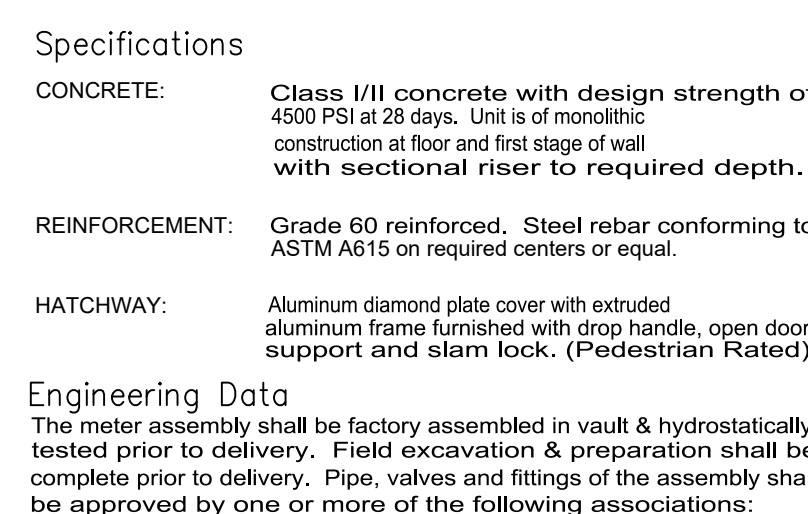 Specifications
CONCRETE: Class I/II concrete with design strength of
4500 PSI at 28 days. Unit is of monolithic
construction at floor and first stage of wall
with sectional riser to required depth.
REINFORCEMENT: Grade 60 reinforced. Steel rebar conforming to
ASTM A615 on required centers or equal.
HATCHWAY: Aluminum diamond plate cover with extruded
aluminum frame furnished with drop handle, open door
support and slam lock. (Pedestrian Rated)
Engineering Data
The meter assembly shall be factory assembled in vault & hydrostatically
tested prior to delivery. Field excavation & preparation shall be
complete prior to delivery. Pipe, valves and fittings of the assembly sha
be approved by one or more of the following associations: